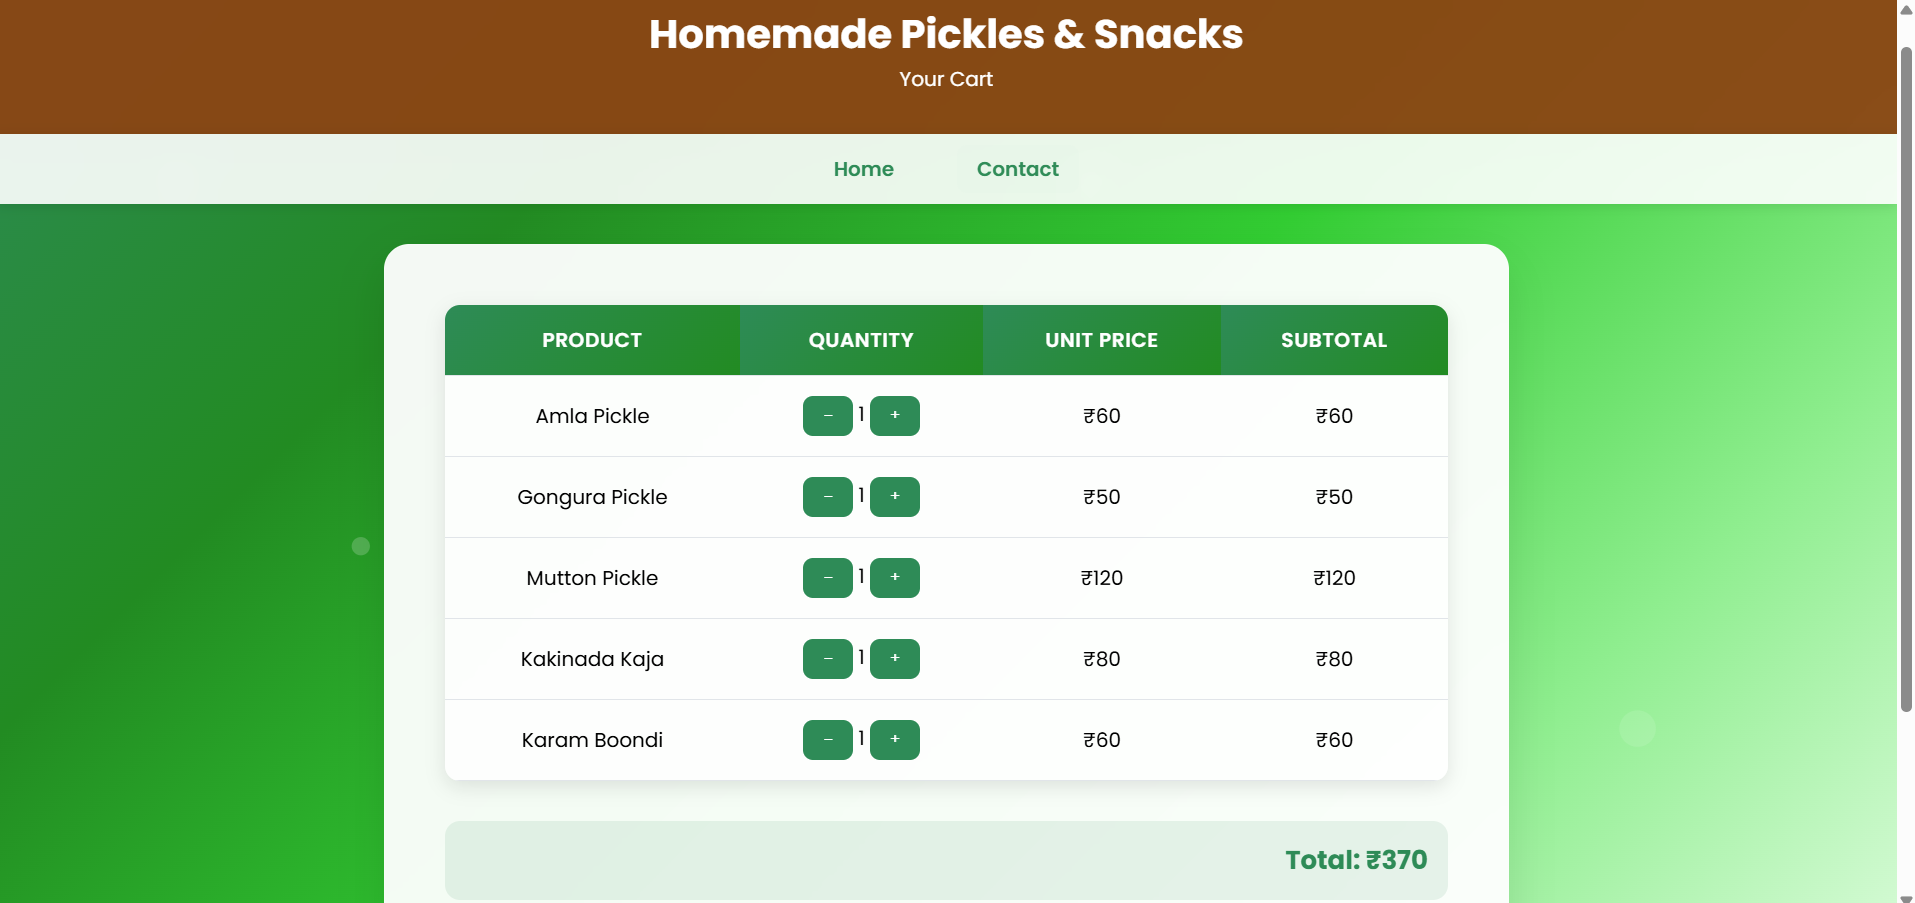 Homemade Pickles & Snacks
Your Cart
Home Contact
PRODUCT QUANTITY UNIT PRICE SUBTOTAL
Amla Pickle − 1 + ₹60 ₹60
Gongura Pickle − 1 + ₹50 ₹50
Mutton Pickle − 1 + ₹120 ₹120
Kakinada Kaja − 1 + ₹80 ₹80
Karam Boondi − 1 + ₹60 ₹60
Total: ₹370